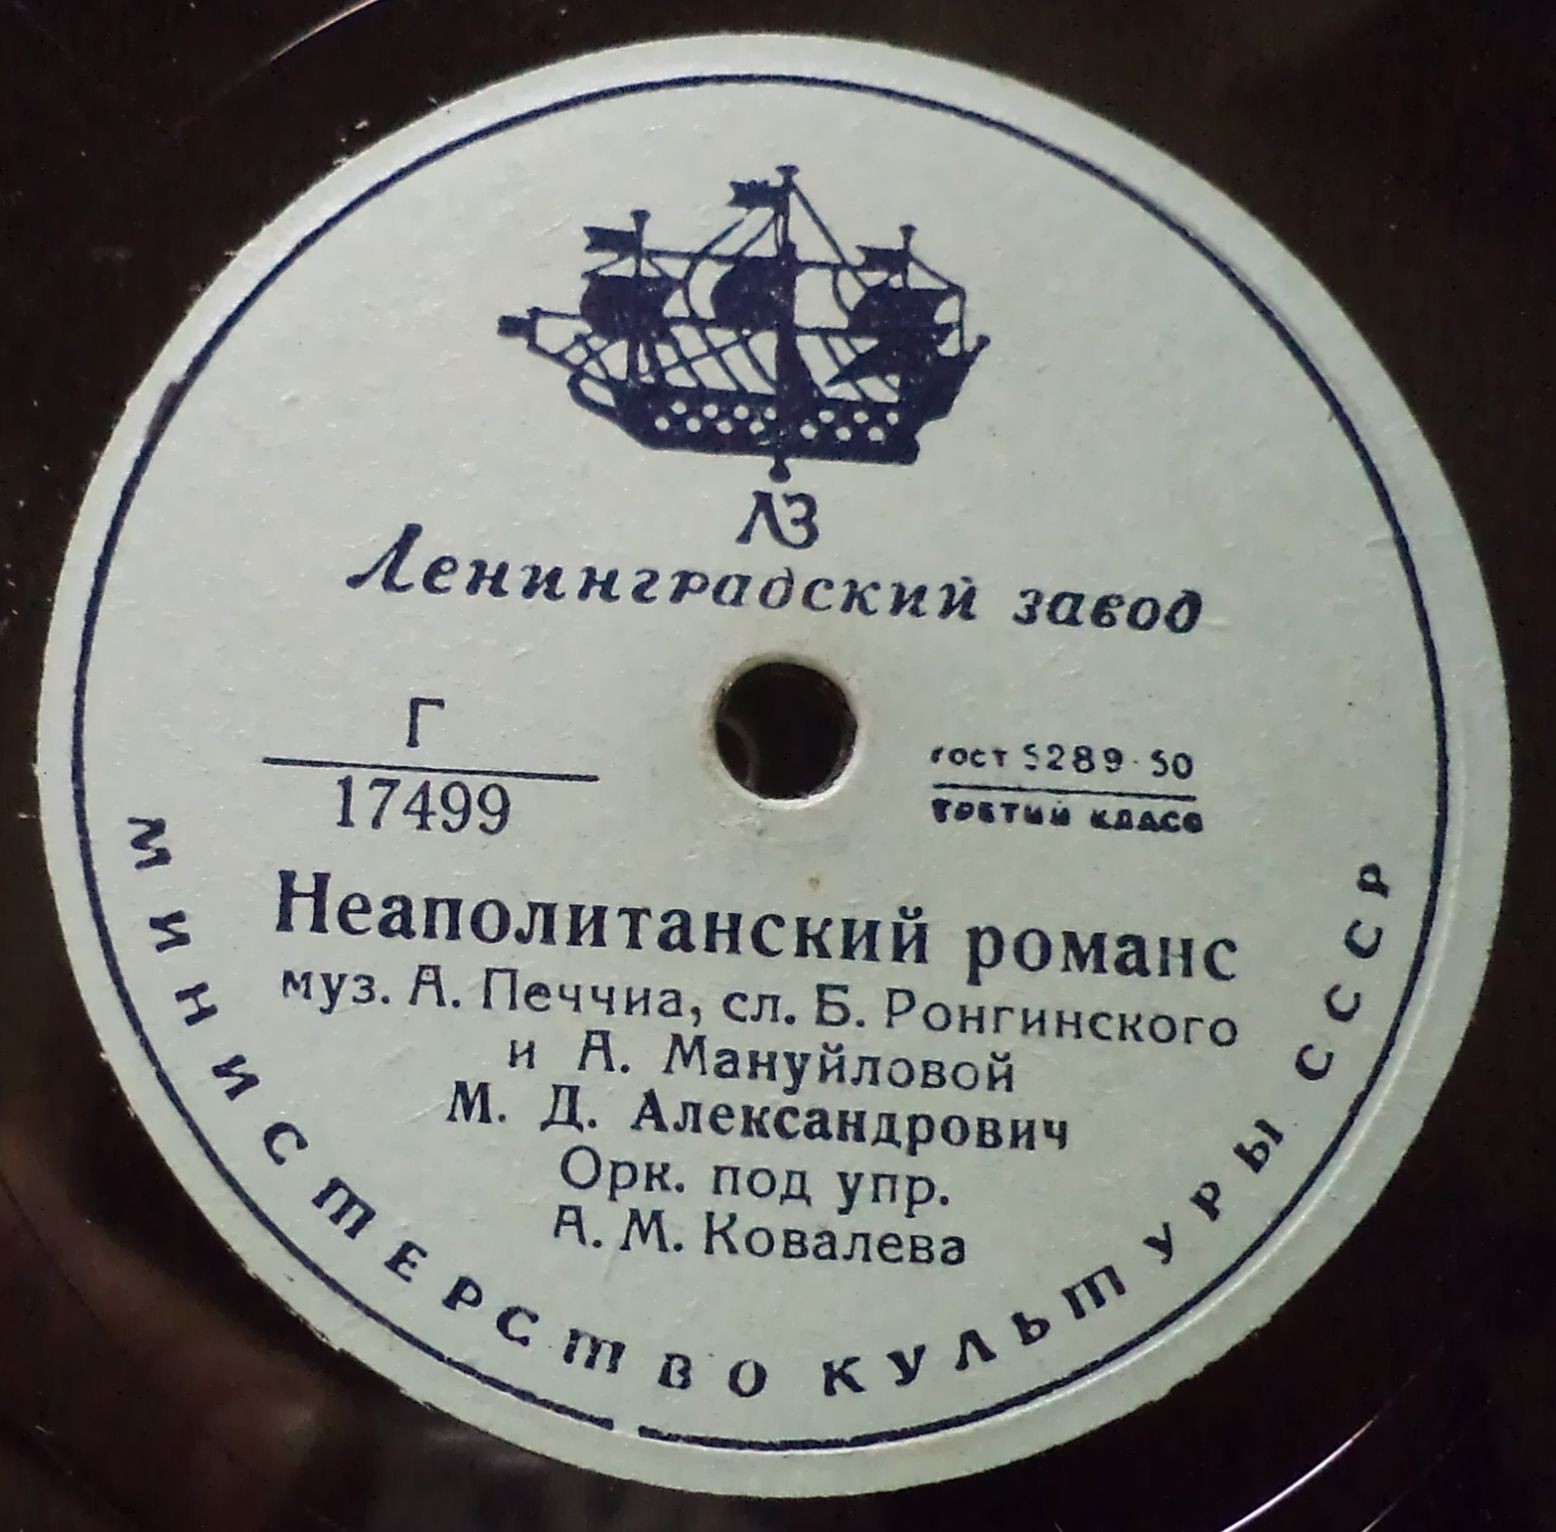 ЛЗ
Ленинградский завод
Г
17499
гост 5289-50
третий класс
Неаполитанский романс
муз. А. Печчиа, сл. Б. Ронгинского
и А. Мануйловой
М. Д. Александрович
Орк. под упр.
А. М. Ковалева
МИНИСТЕРСТВО КУЛЬТУРЫ СССР